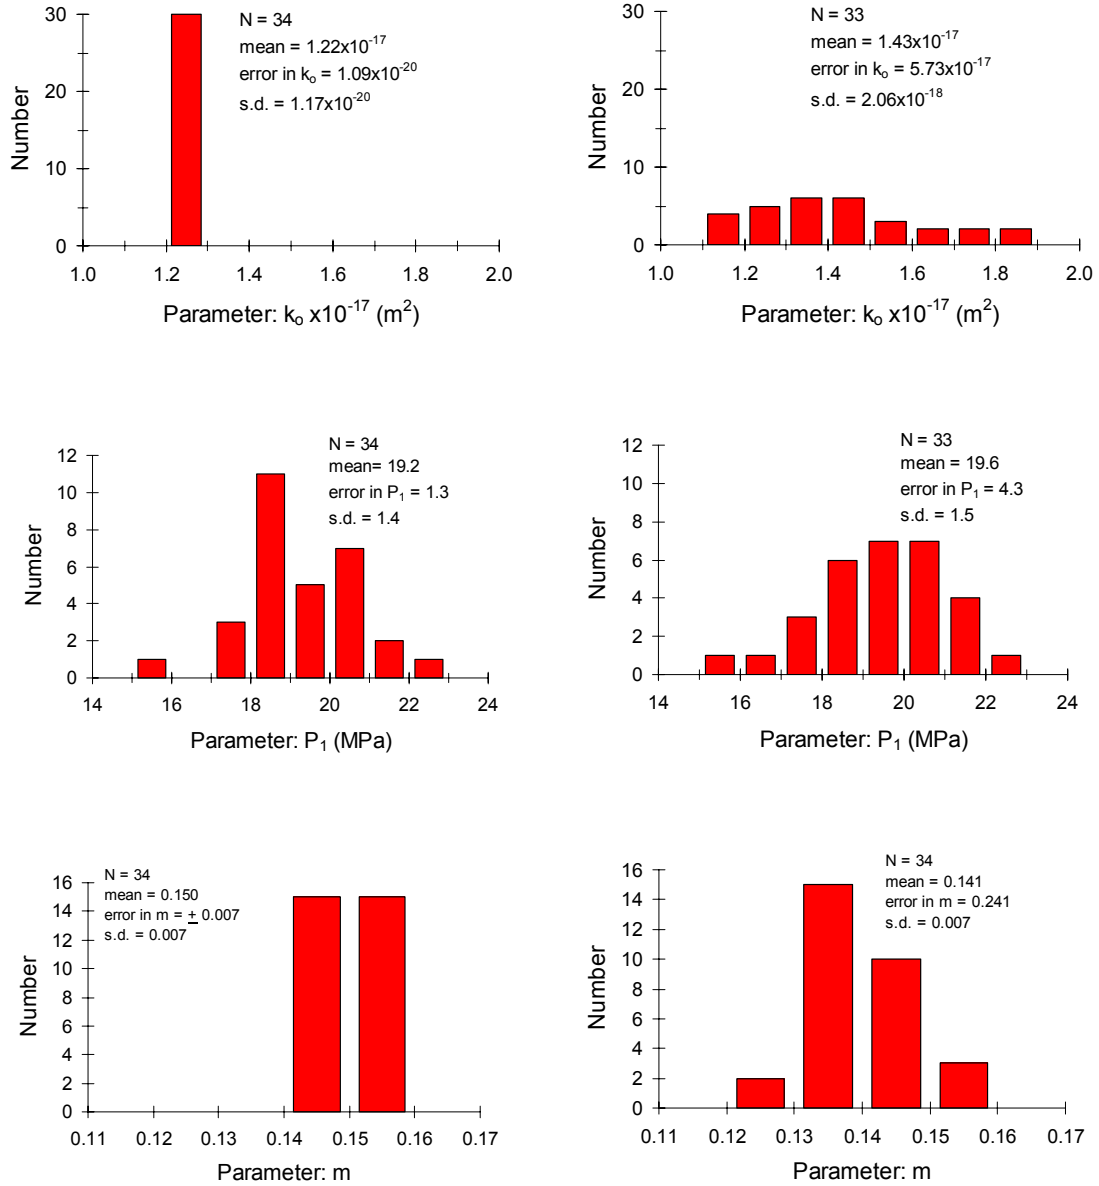 N = 34
mean = 1.22x10⁻¹⁷
error in kₒ = 1.09x10⁻²⁰
s.d. = 1.17x10⁻²⁰
Number
30
20
10
0
1.0 1.2 1.4 1.6 1.8 2.0
Parameter: kₒ x10⁻¹⁷ (m²)
N = 33
mean = 1.43x10⁻¹⁷
error in kₒ = 5.73x10⁻¹⁷
s.d. = 2.06x10⁻¹⁸
Number
30
20
10
0
1.0 1.2 1.4 1.6 1.8 2.0
Parameter: kₒ x10⁻¹⁷ (m²)
N = 34
mean= 19.2
error in P₁ = 1.3
s.d. = 1.4
Number
12
10
8
6
4
2
0
14 16 18 20 22 24
Parameter: P₁ (MPa)
N = 33
mean = 19.6
error in P₁ = 4.3
s.d. = 1.5
Number
12
10
8
6
4
2
0
14 16 18 20 22 24
Parameter: P₁ (MPa)
N = 34
mean = 0.150
error in m = ± 0.007
s.d. = 0.007
Number
16
14
12
10
8
6
4
2
0
0.11 0.12 0.13 0.14 0.15 0.16 0.17
Parameter: m
N = 34
mean = 0.141
error in m = 0.241
s.d. = 0.007
Number
16
14
12
10
8
6
4
2
0
0.11 0.12 0.13 0.14 0.15 0.16 0.17
Parameter: m